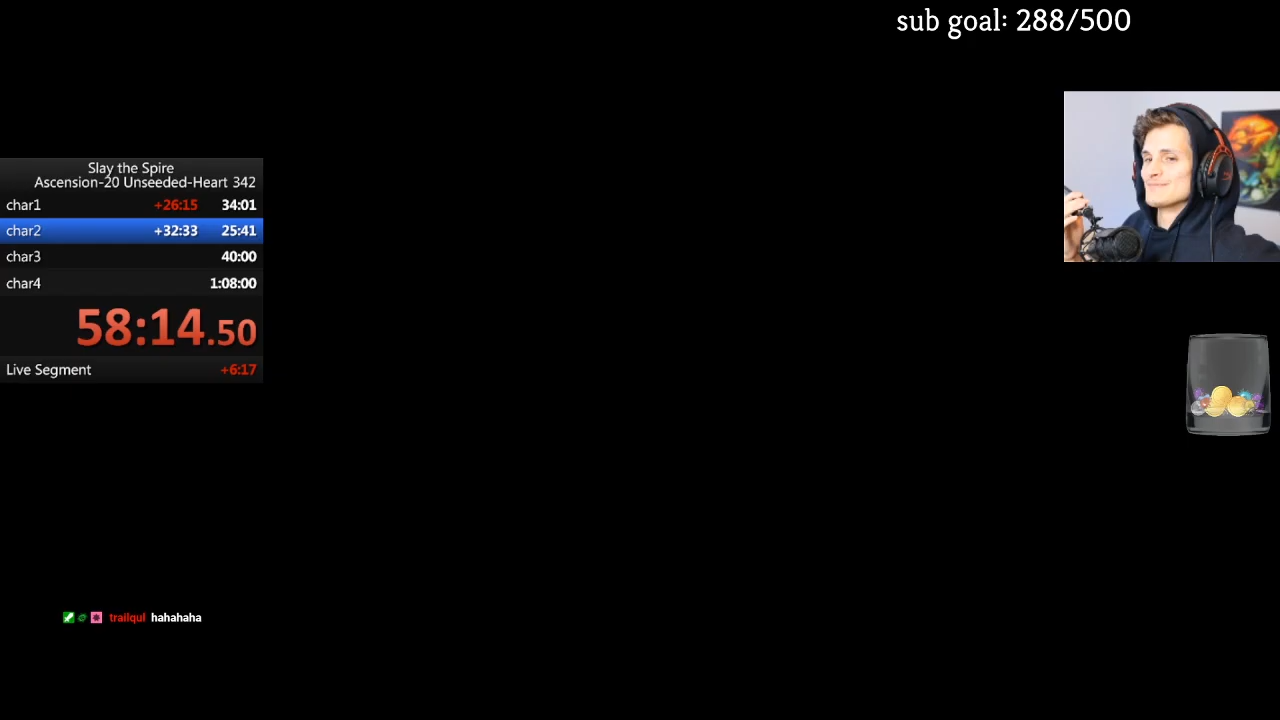 sub goal: 288/500
Slay the Spire
Ascension-20 Unseeded-Heart 342
char1 +26:15 34:01
char2 +32:33 25:41
char3 40:00
char4 1:08:00
58:14.50
Live Segment +6:17
trailqul hahahaha